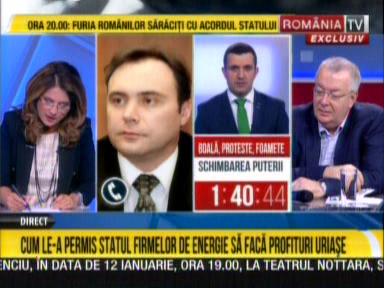 ORA 20.00: FURIA ROMÂNILOR SĂRĂCIȚI CU ACORDUL STATULUI
ROMÂNIA TV
EXCLUSIV
BOALĂ, PROTESTE, FOAMETE
SCHIMBAREA PUTERII
1:40:44
DIRECT
CUM LE-A PERMIS STATUL FIRMELOR DE ENERGIE SĂ FACĂ PROFITURI URIAȘE
ENCIU, ÎN DATA DE 12 IANUARIE, ORA 19.00, LA TEATRUL NOTTARA, S